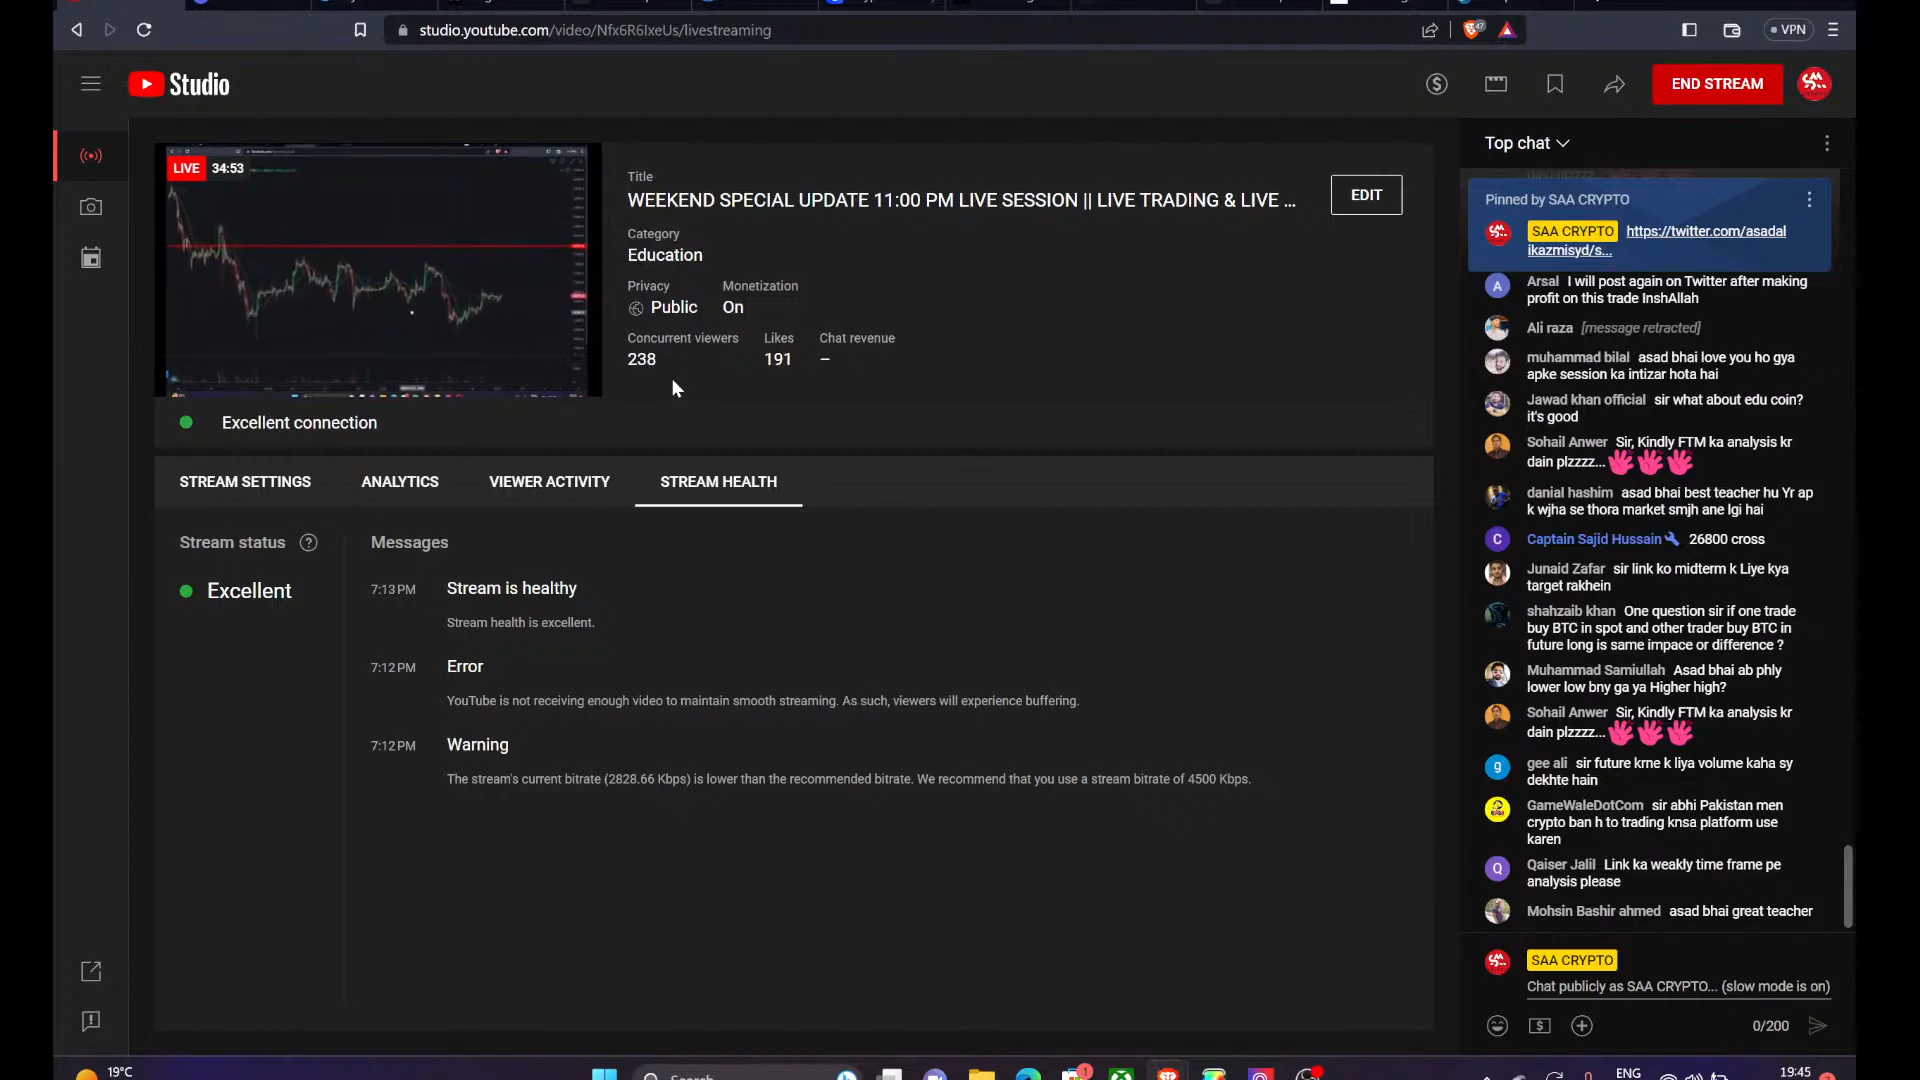 studio.youtube.com/video/Nfx6R6IxeUs/livestreaming
47
VPN
Studio
END STREAM
LIVE 34:53
Title
WEEKEND SPECIAL UPDATE 11:00 PM LIVE SESSION || LIVE TRADING & LIVE ...
EDIT
Category
Education
Privacy
Monetization
Public
On
Concurrent viewers
Likes
Chat revenue
238
191
–
Excellent connection
STREAM SETTINGS
ANALYTICS
VIEWER ACTIVITY
STREAM HEALTH
Stream status
Excellent
Messages
7:13 PM Stream is healthy
Stream health is excellent.
7:12 PM Error
YouTube is not receiving enough video to maintain smooth streaming. As such, viewers will experience buffering.
7:12 PM Warning
The stream's current bitrate (2828.66 Kbps) is lower than the recommended bitrate. We recommend that you use a stream bitrate of 4500 Kbps.
Top chat
Pinned by SAA CRYPTO
SAA CRYPTO https://twitter.com/asadal
ikazmisyd/s...
A Arsal I will post again on Twitter after making
profit on this trade InshAllah
Ali raza [message retracted]
muhammad bilal asad bhai love you ho gya
apke session ka intizar hota hai
Jawad khan official sir what about edu coin?
it's good
Sohail Anwer Sir, Kindly FTM ka analysis kr
dain plzzzz...
danial hashim asad bhai best teacher hu Yr ap
k wjha se thora market smjh ane lgi hai
C Captain Sajid Hussain 26800 cross
Junaid Zafar sir link ko midterm k Liye kya
target rakhein
shahzaib khan One question sir if one trade
buy BTC in spot and other trader buy BTC in
future long is same impace or difference ?
Muhammad Samiullah Asad bhai ab phly
lower low bny ga ya Higher high?
Sohail Anwer Sir, Kindly FTM ka analysis kr
dain plzzzz...
g gee ali sir future krne k liya volume kaha sy
dekhte hain
GameWaleDotCom sir abhi Pakistan men
crypto ban h to trading knsa platform use
karen
Q Qaiser Jalil Link ka weakly time frame pe
analysis please
Mohsin Bashir ahmed asad bhai great teacher
SAA CRYPTO
Chat publicly as SAA CRYPTO... (slow mode is on)
0/200
19°C
Search
1
ENG
19:45